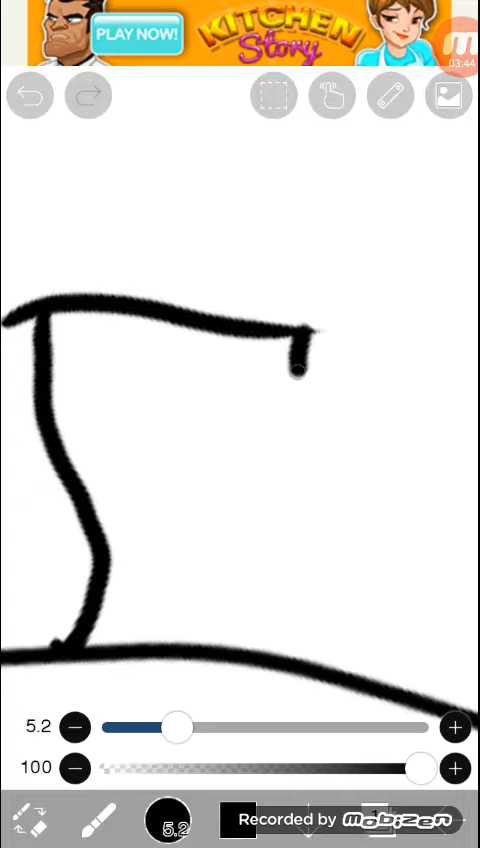 PLAY NOW!
KITCHEN
Story
03:44
5.2
100
5.2
Recorded by mobizen